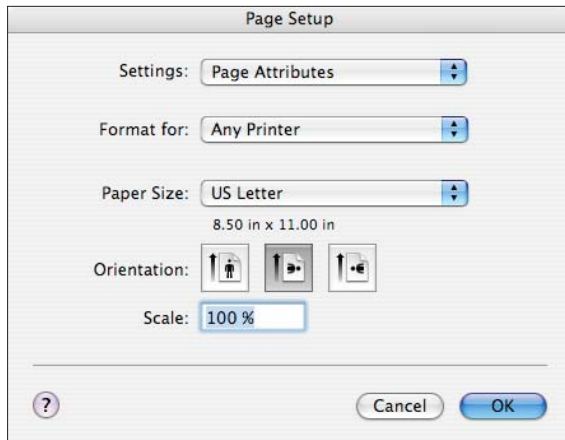 Page Setup
Settings: Page Attributes
Format for: Any Printer
Paper Size: US Letter
8.50 in x 11.00 in
Orientation:
Scale: 100 %
? Cancel OK